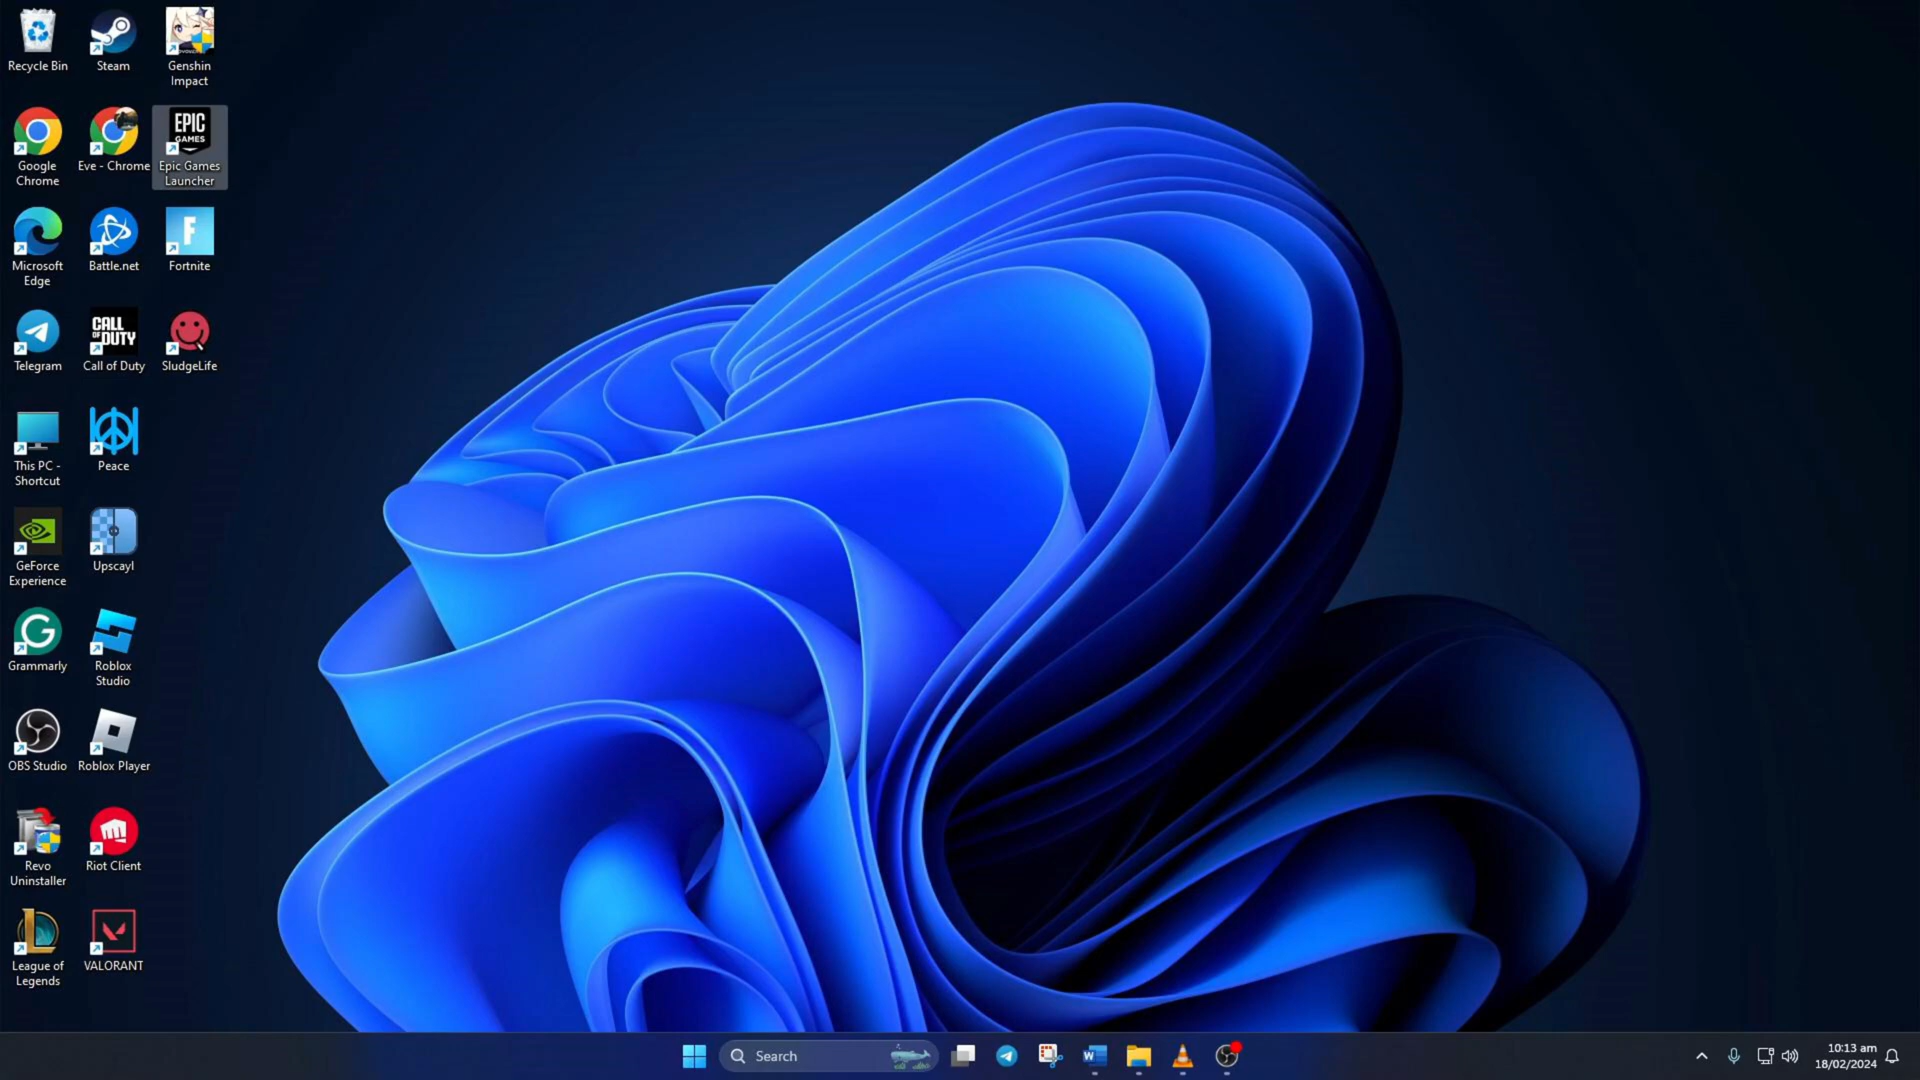 Recycle Bin
Steam
Genshin
Impact
Google
Chrome
Eve - Chrome
EPIC
GAMES
Epic Games
Launcher
Microsoft
Edge
Battle.net
F
Fortnite
Telegram
CALL
OF DUTY
Call of Duty
SludgeLife
This PC -
Shortcut
Peace
GeForce
Experience
Upscayl
Grammarly
Roblox
Studio
OBS Studio
Roblox Player
Revo
Uninstaller
Riot Client
League of
Legends
VALORANT
Search
10:13 am
18/02/2024